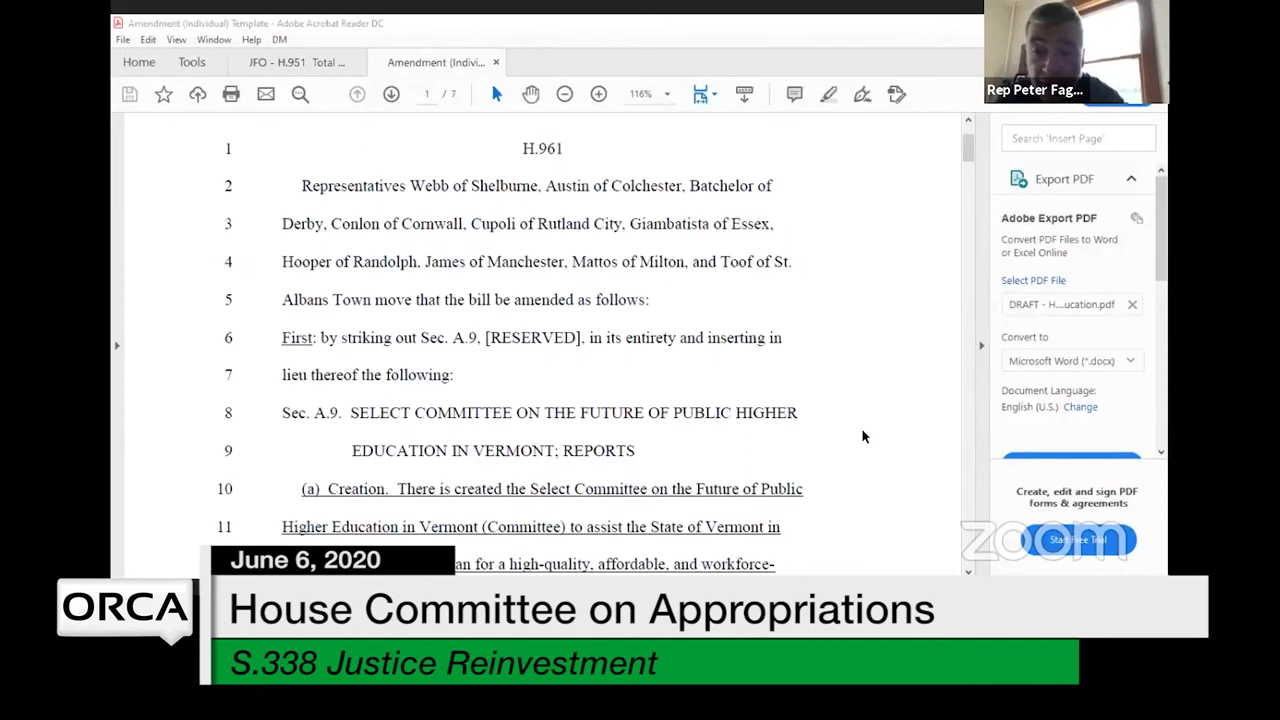 Amendment (Individual) Template - Adobe Acrobat Reader DC
File Edit View Window Help DM
Home Tools JFO - H.951 Total ... Amendment (Indivi... ×
1 / 7 116%
Rep Peter Fag...
Search 'Insert Page'
Export PDF
Adobe Export PDF
Convert PDF Files to Word
or Excel Online
Select PDF File
DRAFT - H....ucation.pdf
Convert to
Microsoft Word (*.docx)
Document Language:
English (U.S.) Change
Create, edit and sign PDF
forms & agreements
Start Free Trial
zoom
1 H.961
2 Representatives Webb of Shelburne, Austin of Colchester, Batchelor of
3 Derby, Conlon of Cornwall, Cupoli of Rutland City, Giambatista of Essex,
4 Hooper of Randolph, James of Manchester, Mattos of Milton, and Toof of St.
5 Albans Town move that the bill be amended as follows:
6 First: by striking out Sec. A.9, [RESERVED], in its entirety and inserting in
7 lieu thereof the following:
8 Sec. A.9. SELECT COMMITTEE ON THE FUTURE OF PUBLIC HIGHER
9 EDUCATION IN VERMONT; REPORTS
10 (a) Creation. There is created the Select Committee on the Future of Public
11 Higher Education in Vermont (Committee) to assist the State of Vermont in
an for a high-quality, affordable, and workforce-
June 6, 2020
ORCA
House Committee on Appropriations
S.338 Justice Reinvestment